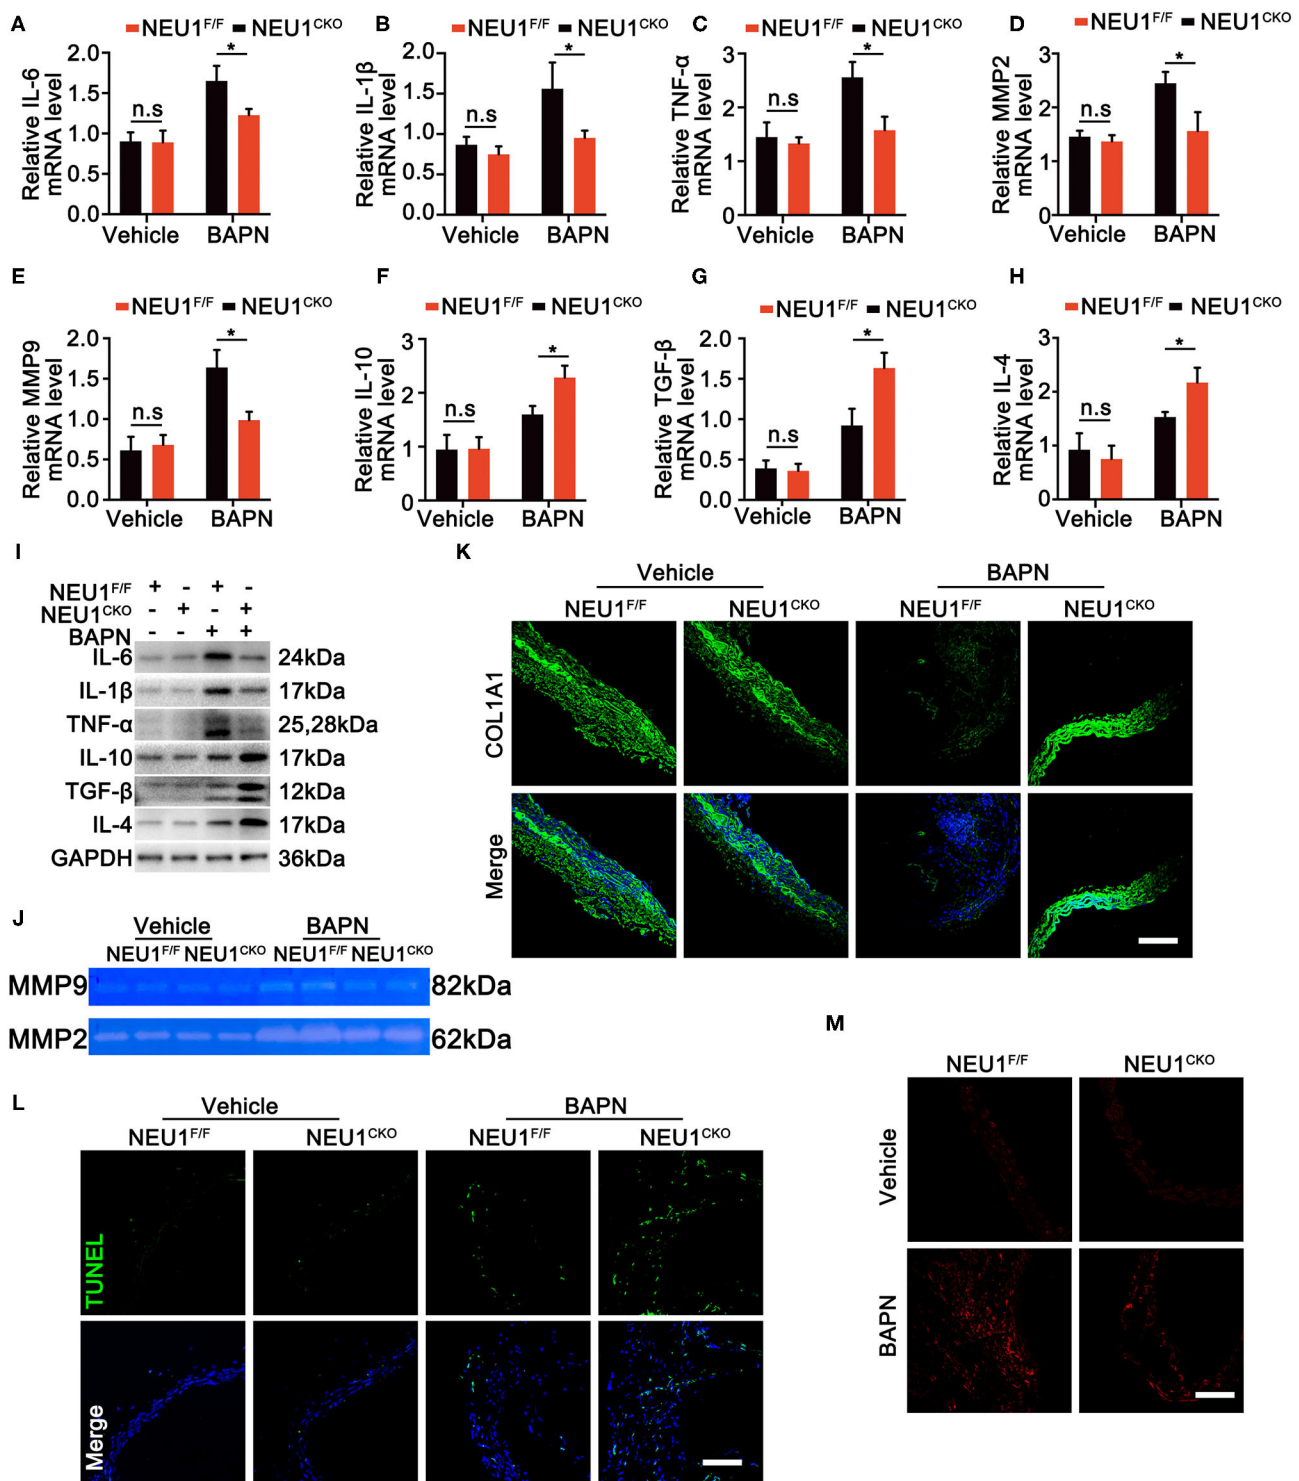 A
NEU1F/F NEU1CKO
Relative IL-6
mRNA level
2.0
1.5
1.0
0.5
0.0
n.s
*
Vehicle BAPN
B
NEU1F/F NEU1CKO
Relative IL-1β
mRNA level
2.0
1.5
1.0
0.5
0.0
n.s
*
Vehicle BAPN
C
NEU1F/F NEU1CKO
Relative TNF-α
mRNA level
3
2
1
0
n.s
*
Vehicle BAPN
D
NEU1F/F NEU1CKO
Relative MMP2
mRNA level
3
2
1
0
n.s
*
Vehicle BAPN
E
NEU1F/F NEU1CKO
Relative MMP9
mRNA level
2.0
1.5
1.0
0.5
0.0
n.s
*
Vehicle BAPN
F
NEU1F/F NEU1CKO
Relative IL-10
mRNA level
3
2
1
0
n.s
*
Vehicle BAPN
G
NEU1F/F NEU1CKO
Relative TGF-β
mRNA level
2.0
1.5
1.0
0.5
0.0
n.s
*
Vehicle BAPN
H
NEU1F/F NEU1CKO
Relative IL-4
mRNA level
3
2
1
0
n.s
*
Vehicle BAPN
I
NEU1F/F + - + -
NEU1CKO - + - +
BAPN - - + +
IL-6 24kDa
IL-1β 17kDa
TNF-α 25,28kDa
IL-10 17kDa
TGF-β 12kDa
IL-4 17kDa
GAPDH 36kDa
J
Vehicle BAPN
NEU1F/F NEU1CKO NEU1F/F NEU1CKO
MMP9 82kDa
MMP2 62kDa
K
Vehicle BAPN
NEU1F/F NEU1CKO NEU1F/F NEU1CKO
COL1A1
Merge
L
Vehicle BAPN
NEU1F/F NEU1CKO NEU1F/F NEU1CKO
TUNEL
Merge
M
NEU1F/F NEU1CKO
Vehicle
BAPN